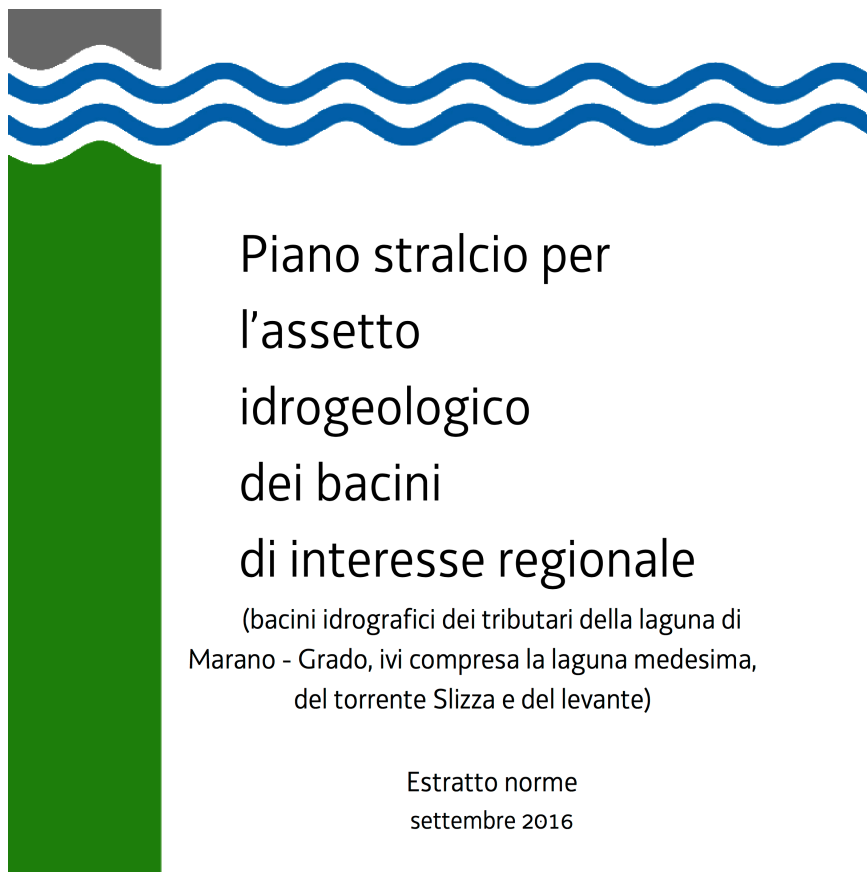 Piano stralcio per
l’assetto
idrogeologico
dei bacini
di interesse regionale
(bacini idrografici dei tributari della laguna di
Marano - Grado, ivi compresa la laguna medesima,
del torrente Slizza e del levante)
Estratto norme
settembre 2016